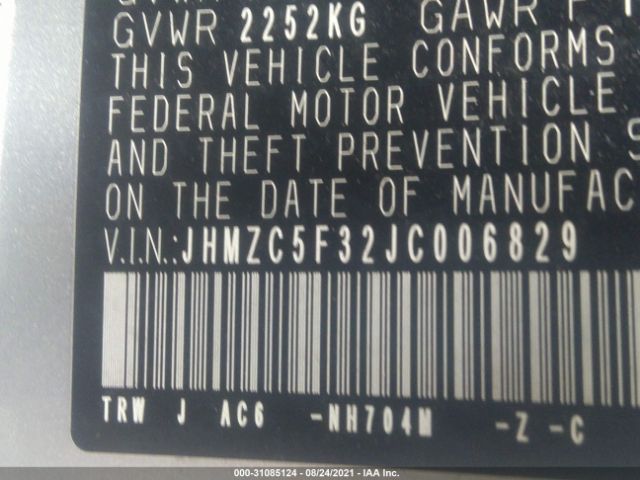 GVWR 2252KG GAWR F
THIS VEHICLE CONFORMS
FEDERAL MOTOR VEHICLE
AND THEFT PREVENTION S
ON THE DATE OF MANUFAC
V.I.N.:JHMZC5F32JC006829
TRW J AC6 -NH704M -Z -C
000-31085124 - 08/24/2021 - IAA Inc.